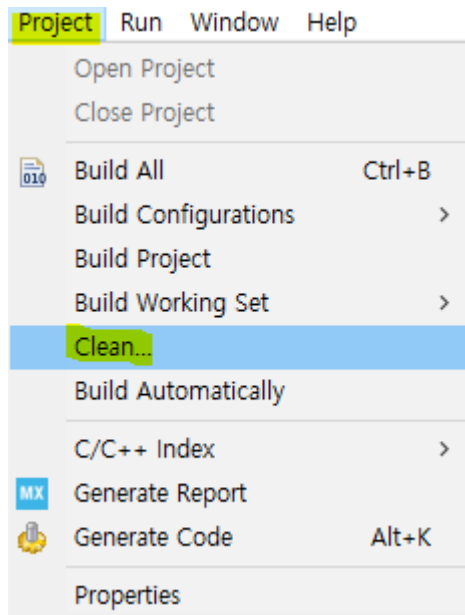 Project Run Window Help
Open Project
Close Project
010 Build All Ctrl+B
Build Configurations >
Build Project
Build Working Set >
Clean...
Build Automatically
C/C++ Index >
MX Generate Report
Generate Code Alt+K
Properties